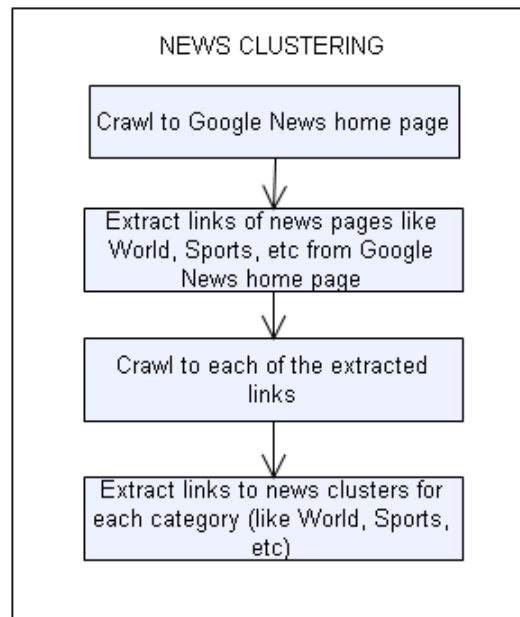 NEWS CLUSTERING
Crawl to Google News home page
Extract links of news pages like
World, Sports, etc from Google
News home page
Crawl to each of the extracted
links
Extract links to news clusters for
each category (like World, Sports,
etc)